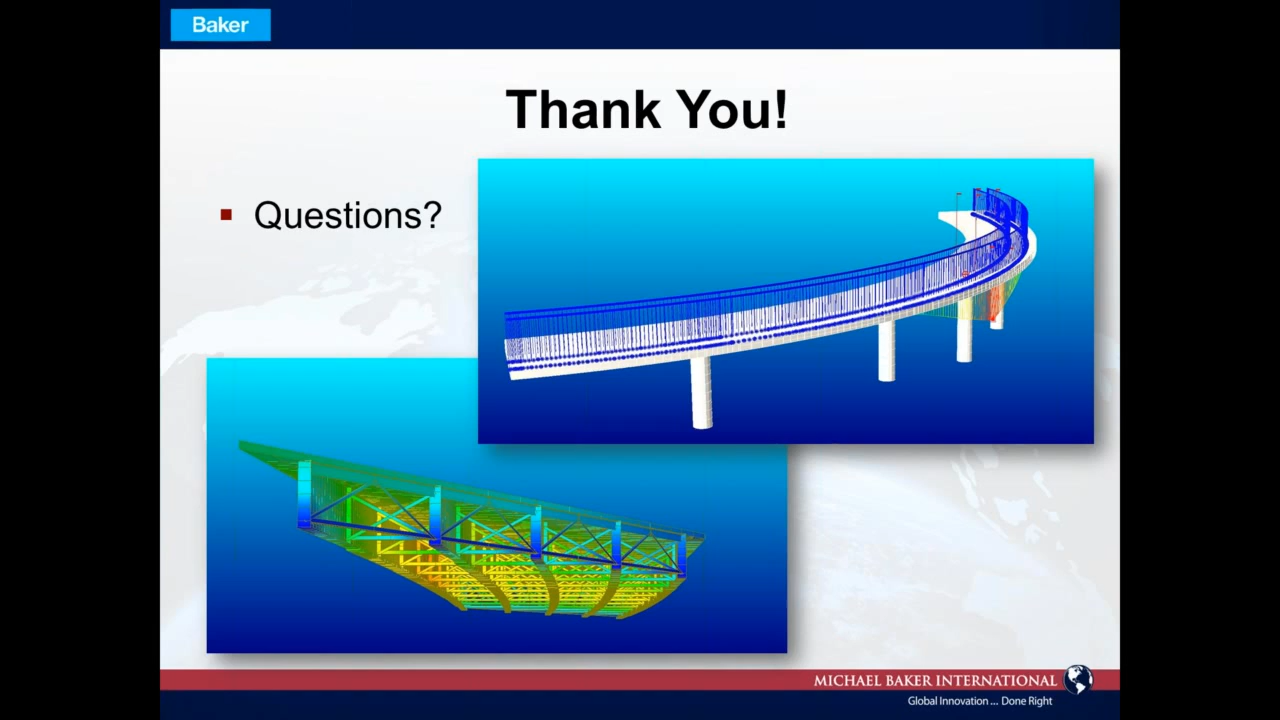 Baker
Thank You!
Questions?
MICHAEL BAKER INTERNATIONAL
Global Innovation ... Done Right